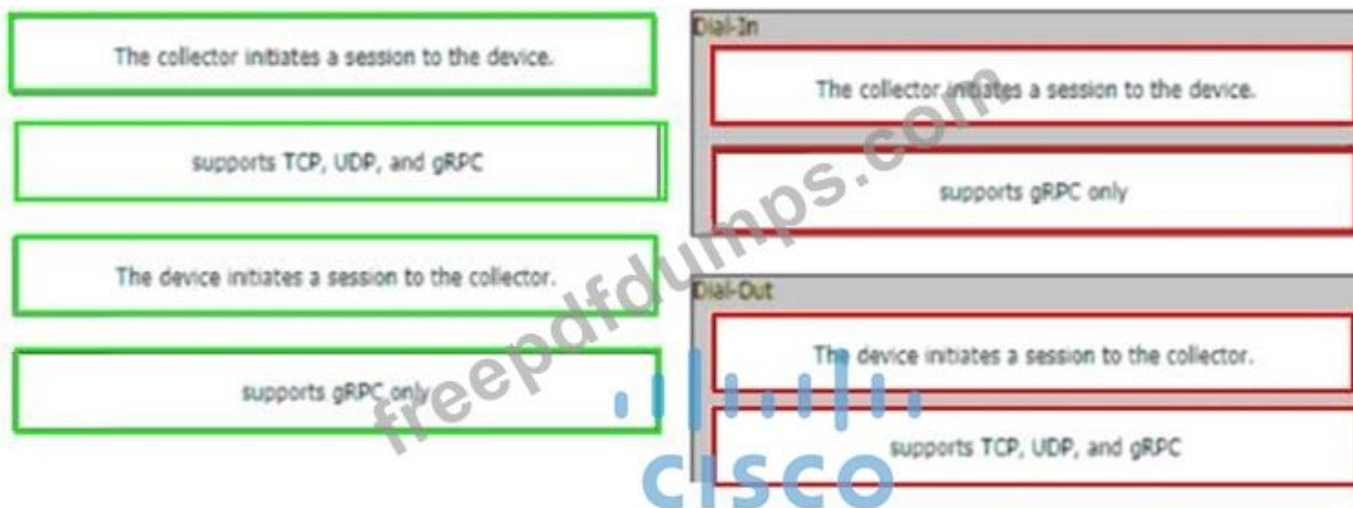 The collector initiates a session to the device.
supports TCP, UDP, and gRPC
The device initiates a session to the collector.
supports gRPC only
Dial-In
The collector initiates a session to the device.
supports gRPC only
Dial-Out
The device initiates a session to the collector.
supports TCP, UDP, and gRPC
freepdfdumps.com
CISCO